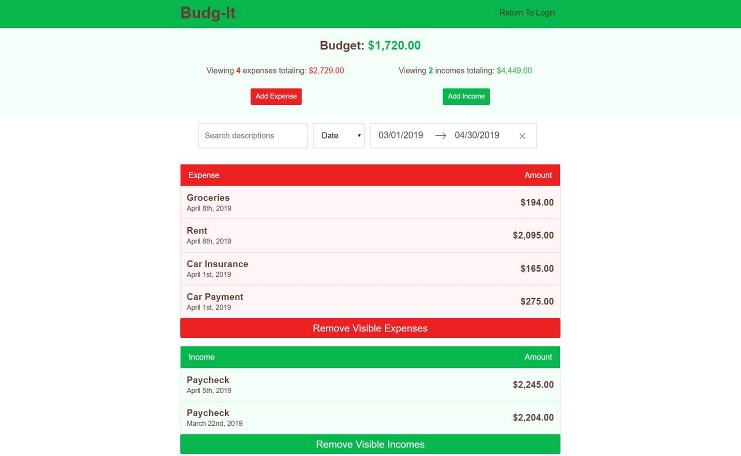 Budg-It
Return To Login
Budget: $1,720.00
Viewing 4 expenses totaling: $2,729.00
Viewing 2 incomes totaling: $4,449.00
Add Expense
Add Income
Search descriptions
Date
03/01/2019 → 04/30/2019 ×
Expense Amount
Groceries
April 8th, 2019
$194.00
Rent
April 8th, 2019
$2,095.00
Car Insurance
April 1st, 2019
$165.00
Car Payment
April 1st, 2019
$275.00
Remove Visible Expenses
Income Amount
Paycheck
April 5th, 2019
$2,245.00
Paycheck
March 22nd, 2019
$2,204.00
Remove Visible Incomes